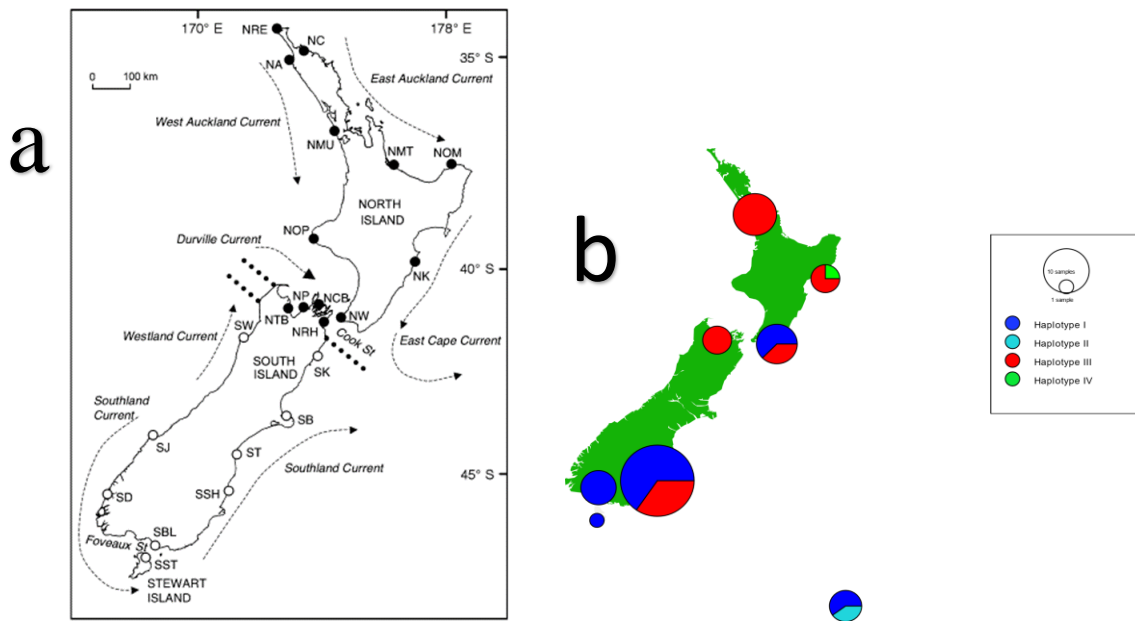 a
170° E
178° E
NRE
NC
NA
35° S
0 100 km
East Auckland Current
West Auckland Current
NMU
NMT
NOM
NORTH
ISLAND
NOP
Durville Current
NK
40° S
NP
NCB
NTB
NW
NRH
Westland Current
SW
Cook St
East Cape Current
SOUTH
ISLAND
SK
Southland
Current
SB
SJ
ST
Southland Current
45° S
SD
SSH
SBL
Foveaux St
SST
STEWART
ISLAND
b
10 samples
1 sample
Haplotype I
Haplotype II
Haplotype III
Haplotype IV